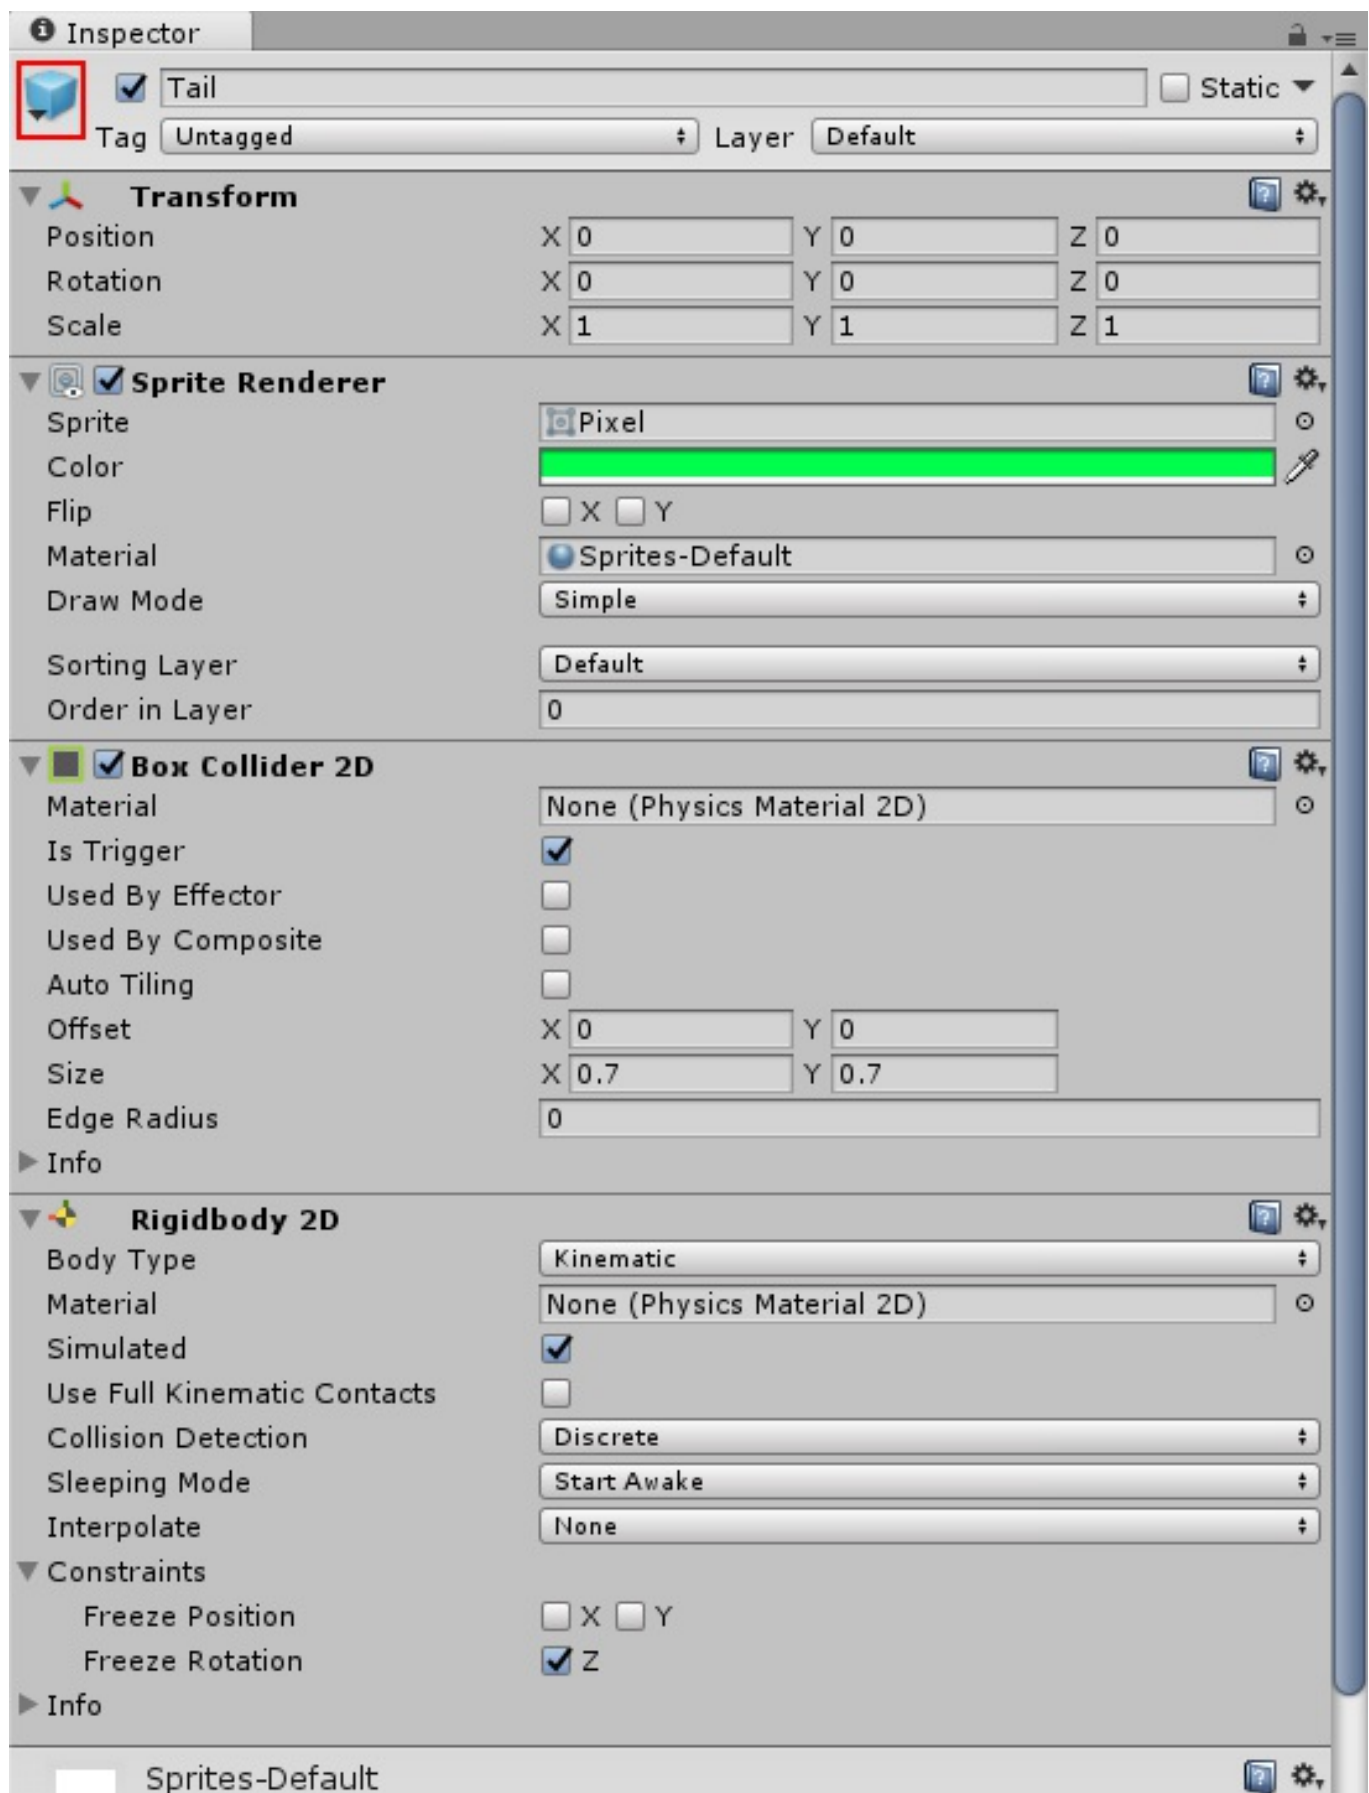 Inspector
Tail Static
Tag Untagged Layer Default
Transform
Position X 0 Y 0 Z 0
Rotation X 0 Y 0 Z 0
Scale X 1 Y 1 Z 1
Sprite Renderer
Sprite Pixel
Color
Flip X Y
Material Sprites-Default
Draw Mode Simple
Sorting Layer Default
Order in Layer 0
Box Collider 2D
Material None (Physics Material 2D)
Is Trigger
Used By Effector
Used By Composite
Auto Tiling
Offset X 0 Y 0
Size X 0.7 Y 0.7
Edge Radius 0
Info
Rigidbody 2D
Body Type Kinematic
Material None (Physics Material 2D)
Simulated
Use Full Kinematic Contacts
Collision Detection Discrete
Sleeping Mode Start Awake
Interpolate None
Constraints
Freeze Position X Y
Freeze Rotation Z
Info
Sprites-Default